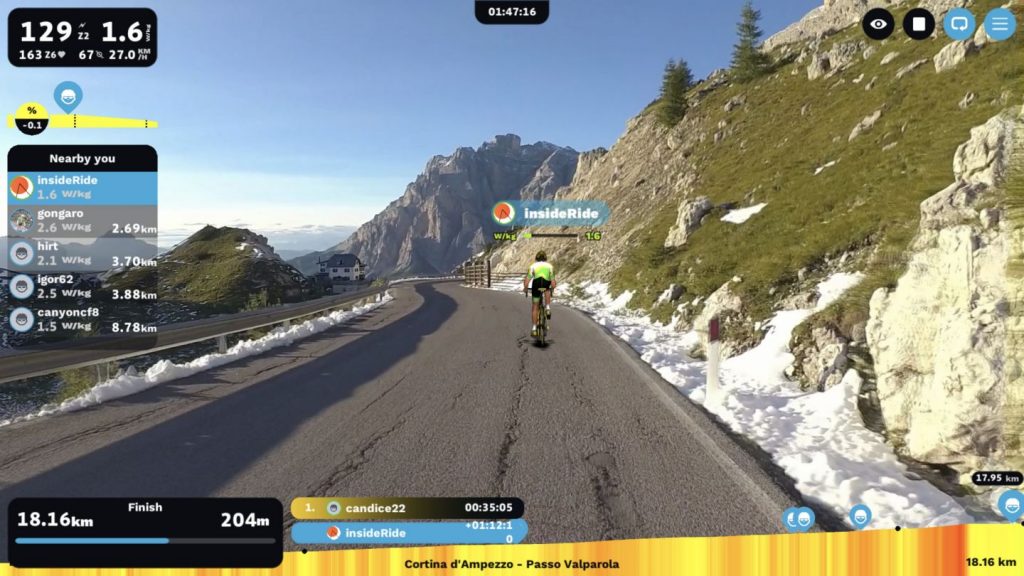 01:47:16
129 Z2 1.6 W/KG
163 Z6 67 27.0 KM/H
%
-0.1
Nearby you
insideRide
1.6 W/kg
gongaro
2.6 W/kg 2.69km
hirt
2.1 W/kg 3.70km
igor62
2.5 W/kg 3.88km
canyoncf8
1.5 W/kg 8.78km
insideRide
W/kg 1.6
Finish
18.16km 204m
1. candice22 00:35:05
insideRide +01:12:1
0
17.95 km
Cortina d'Ampezzo - Passo Valparola
18.16 km